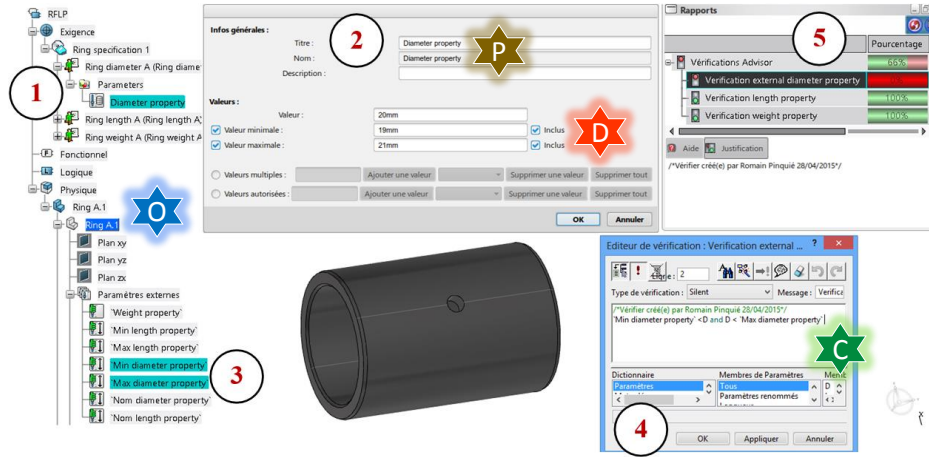 RFLP
Exigence
Ring specification 1
Ring diameter A (Ring diame
Parameters
Diameter property
Ring length A (Ring length A)
Ring weight A (Ring weight A
Fonctionnel
Logique
Physique
Ring A.1
Ring A.1
Plan xy
Plan yz
Plan zx
Paramètres externes
`Weight property`
`Min length property`
`Max length property`
`Min diameter property`
`Max diameter property`
`Nom diameter property`
`Nom length property`
1
O
3
Infos générales :
Titre : Diameter property
Nom : Diameter property
Description :
2
P
Valeurs :
Valeur : 20mm
Valeur minimale : 19mm Inclus
Valeur maximale : 21mm Inclus
D
Valeurs multiples : Ajouter une valeur Supprimer une valeur Supprimer tout
Valeurs autorisées : Ajouter une valeur Supprimer une valeur Supprimer tout
OK Annuler
Rapports
5
Pourcentage
Vérifications Advisor 66%
Verification external diameter property
Verification length property 100%
Verification weight property 100%
Aide Justification
/*Vérifier créé(e) par Romain Pinquié 28/04/2015*/
Editeur de vérification : Verification external ... ?
Ligne : 2
Type de vérification : Silent Message : Verifica
/*Vérifier créé(e) par Romain Pinquié 28/04/2015*/
`Min diameter property` <D and D < `Max diameter property`
C
Dictionnaire Membres de Paramètres Memb
Paramètres Tous D
Paramètres renommés
4
OK Appliquer Annuler
x